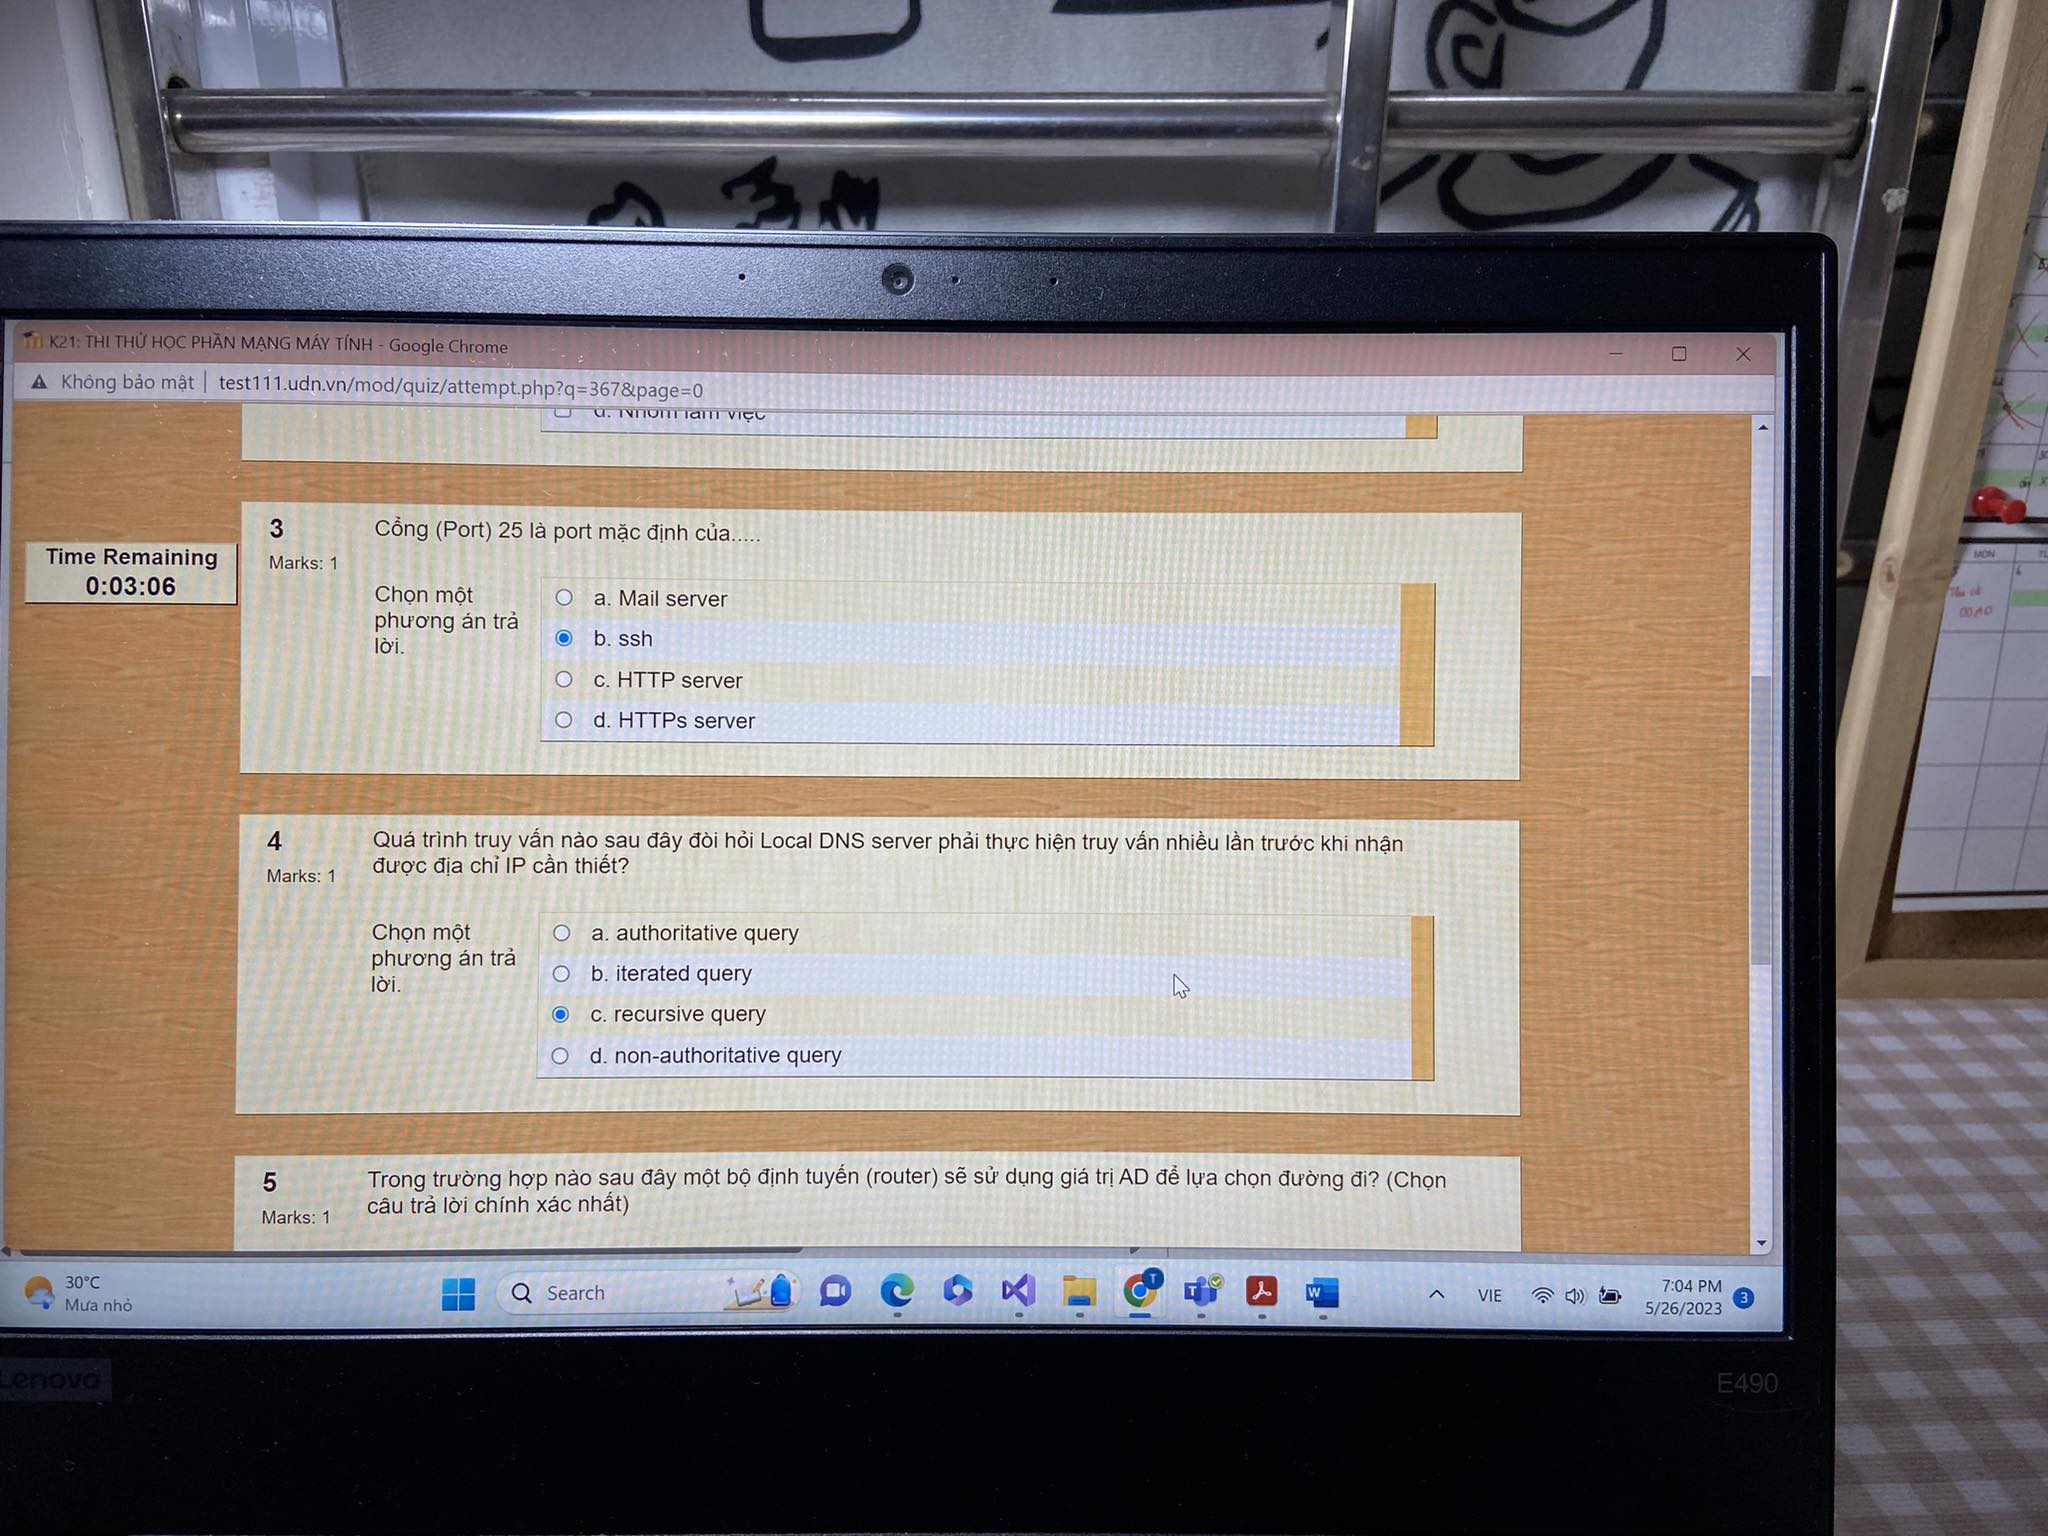 K21: THI THỬ HỌC PHẦN MẠNG MÁY TÍNH - Google Chrome
Không bảo mật | test111.udn.vn/mod/quiz/attempt.php?q=367&page=0
d. Nhóm làm việc
Time Remaining
0:03:06
3
Marks: 1
Cổng (Port) 25 là port mặc định của.....
Chọn một
phương án trả
lời.
a. Mail server
b. ssh
c. HTTP server
d. HTTPs server
4
Marks: 1
Quá trình truy vấn nào sau đây đòi hỏi Local DNS server phải thực hiện truy vấn nhiều lần trước khi nhận
được địa chỉ IP cần thiết?
Chọn một
phương án trả
lời.
a. authoritative query
b. iterated query
c. recursive query
d. non-authoritative query
5
Marks: 1
Trong trường hợp nào sau đây một bộ định tuyến (router) sẽ sử dụng giá trị AD để lựa chọn đường đi? (Chọn
câu trả lời chính xác nhất)
30°C
Mưa nhỏ
Search
T
VIE
7:04 PM
5/26/2023
3
Lenovo
E490
MON